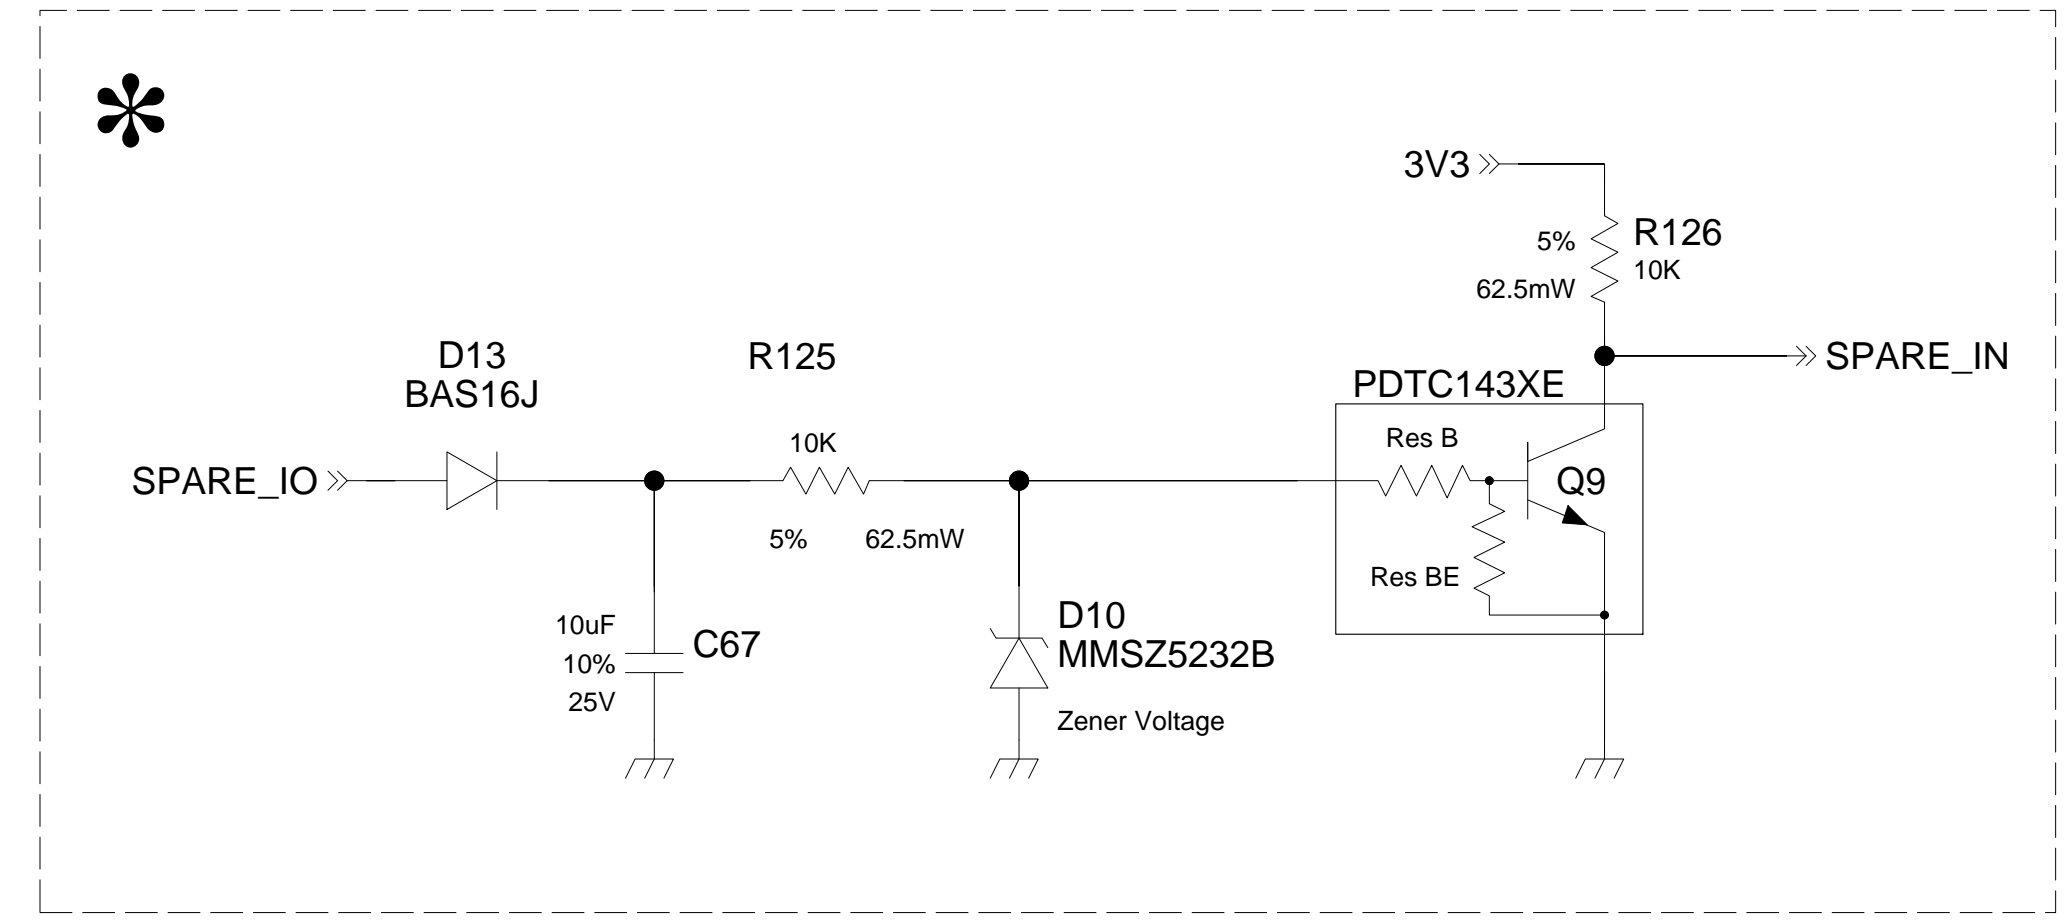 *
3V3
5%
R126
10K
62.5mW
D13
BAS16J
R125
SPARE_IN
PDTC143XE
10K
Res B
SPARE_IO
Q9
5%
62.5mW
Res BE
10uF
10%
25V
C67
D10
MMSZ5232B
Zener Voltage